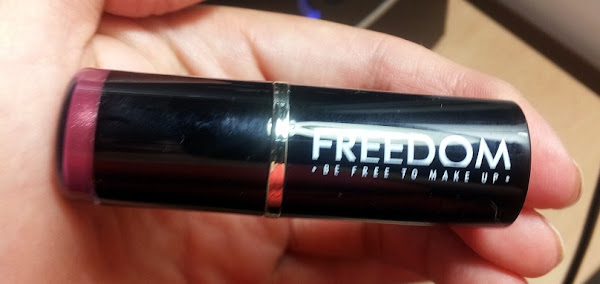 FREEDOM
• BE FREE TO MAKE UP •